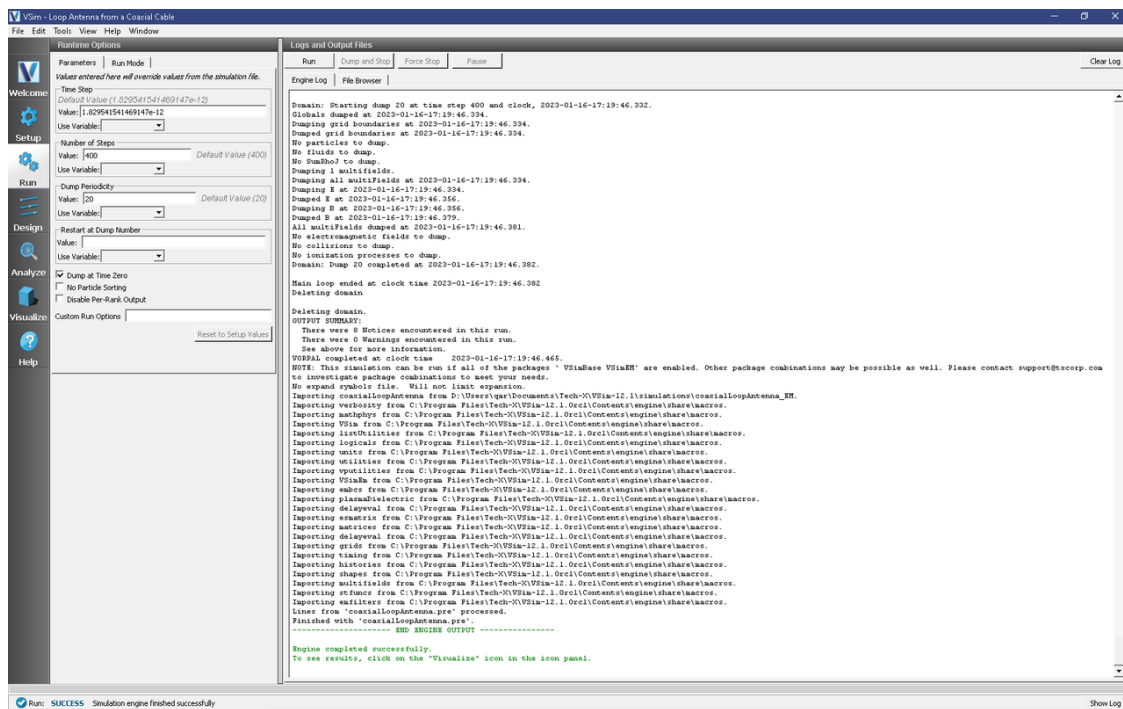 VSim - Loop Antenna from a Coaxial Cable
File Edit Tools View Help Window
Runtime Options
Parameters Run Mode
Values entered here will override values from the simulation file.
Time Step
Default Value (1.829541541469147e-12)
Value: 1.829541541469147e-12
Use Variable:
Number of Steps
Value: 400 Default Value (400)
Use Variable:
Dump Periodicity
Value: 20 Default Value (20)
Use Variable:
Restart at Dump Number
Value:
Use Variable:
Dump at Time Zero
No Particle Sorting
Disable Per-Rank Output
Custom Run Options
Reset to Setup Values
Welcome
Setup
Run
Design
Analyze
Visualize
Help
Logs and Output Files
Run Dump and Stop Force Stop Pause Clear Log
Engine Log File Browser
Domain: Starting dump 20 at time step 400 and clock, 2023-01-16-17:19:46.332.
Globals dumped at 2023-01-16-17:19:46.334.
Dumping grid boundaries at 2023-01-16-17:19:46.334.
Dumped grid boundaries at 2023-01-16-17:19:46.334.
No particles to dump.
No fluids to dump.
No SumRhoJ to dump.
Dumping 1 multifields.
Dumping all multiFields at 2023-01-16-17:19:46.334.
Dumping E at 2023-01-16-17:19:46.334.
Dumped E at 2023-01-16-17:19:46.356.
Dumping B at 2023-01-16-17:19:46.356.
Dumped B at 2023-01-16-17:19:46.379.
All multiFields dumped at 2023-01-16-17:19:46.381.
No electromagnetic fields to dump.
No collisions to dump.
No ionization processes to dump.
Domain: Dump 20 completed at 2023-01-16-17:19:46.382.
Main loop ended at clock time 2023-01-16-17:19:46.382
Deleting domain
Deleting domain.
OUTPUT SUMMARY:
There were 8 Notices encountered in this run.
There were 0 Warnings encountered in this run.
See above for more information.
VORPAL completed at clock time 2023-01-16-17:19:46.465.
NOTE: This simulation can be run if all of the packages ' VSimBase VSimEM' are enabled. Other package combinations may be possible as well. Please contact support@txcorp.com
to investigate package combinations to meet your needs.
No expand symbols file. Will not limit expansion.
Importing coaxialLoopAntenna from D:\Users\qar\Documents\Tech-X\VSim-12.1\simulations\coaxialLoopAntenna_EM.
Importing verbosity from C:\Program Files\Tech-X\VSim-12.1.0rc1\Contents\engine\share\macros.
Importing mathphys from C:\Program Files\Tech-X\VSim-12.1.0rc1\Contents\engine\share\macros.
Importing VSim from C:\Program Files\Tech-X\VSim-12.1.0rc1\Contents\engine\share\macros.
Importing listUtilities from C:\Program Files\Tech-X\VSim-12.1.0rc1\Contents\engine\share\macros.
Importing logicals from C:\Program Files\Tech-X\VSim-12.1.0rc1\Contents\engine\share\macros.
Importing units from C:\Program Files\Tech-X\VSim-12.1.0rc1\Contents\engine\share\macros.
Importing utilities from C:\Program Files\Tech-X\VSim-12.1.0rc1\Contents\engine\share\macros.
Importing vputilities from C:\Program Files\Tech-X\VSim-12.1.0rc1\Contents\engine\share\macros.
Importing VSimEm from C:\Program Files\Tech-X\VSim-12.1.0rc1\Contents\engine\share\macros.
Importing embcs from C:\Program Files\Tech-X\VSim-12.1.0rc1\Contents\engine\share\macros.
Importing plasmaDielectric from C:\Program Files\Tech-X\VSim-12.1.0rc1\Contents\engine\share\macros.
Importing delayeval from C:\Program Files\Tech-X\VSim-12.1.0rc1\Contents\engine\share\macros.
Importing esmatrix from C:\Program Files\Tech-X\VSim-12.1.0rc1\Contents\engine\share\macros.
Importing matrices from C:\Program Files\Tech-X\VSim-12.1.0rc1\Contents\engine\share\macros.
Importing delayeval from C:\Program Files\Tech-X\VSim-12.1.0rc1\Contents\engine\share\macros.
Importing grids from C:\Program Files\Tech-X\VSim-12.1.0rc1\Contents\engine\share\macros.
Importing timing from C:\Program Files\Tech-X\VSim-12.1.0rc1\Contents\engine\share\macros.
Importing histories from C:\Program Files\Tech-X\VSim-12.1.0rc1\Contents\engine\share\macros.
Importing shapes from C:\Program Files\Tech-X\VSim-12.1.0rc1\Contents\engine\share\macros.
Importing multifields from C:\Program Files\Tech-X\VSim-12.1.0rc1\Contents\engine\share\macros.
Importing stfuncs from C:\Program Files\Tech-X\VSim-12.1.0rc1\Contents\engine\share\macros.
Importing emfilters from C:\Program Files\Tech-X\VSim-12.1.0rc1\Contents\engine\share\macros.
Lines from 'coaxialLoopAntenna.pre' processed.
Finished with 'coaxialLoopAntenna.pre'.
-------------------- END ENGINE OUTPUT ----------------
Engine completed successfully.
To see results, click on the "Visualize" icon in the icon panel.
Run: SUCCESS Simulation engine finished successfully Show Log